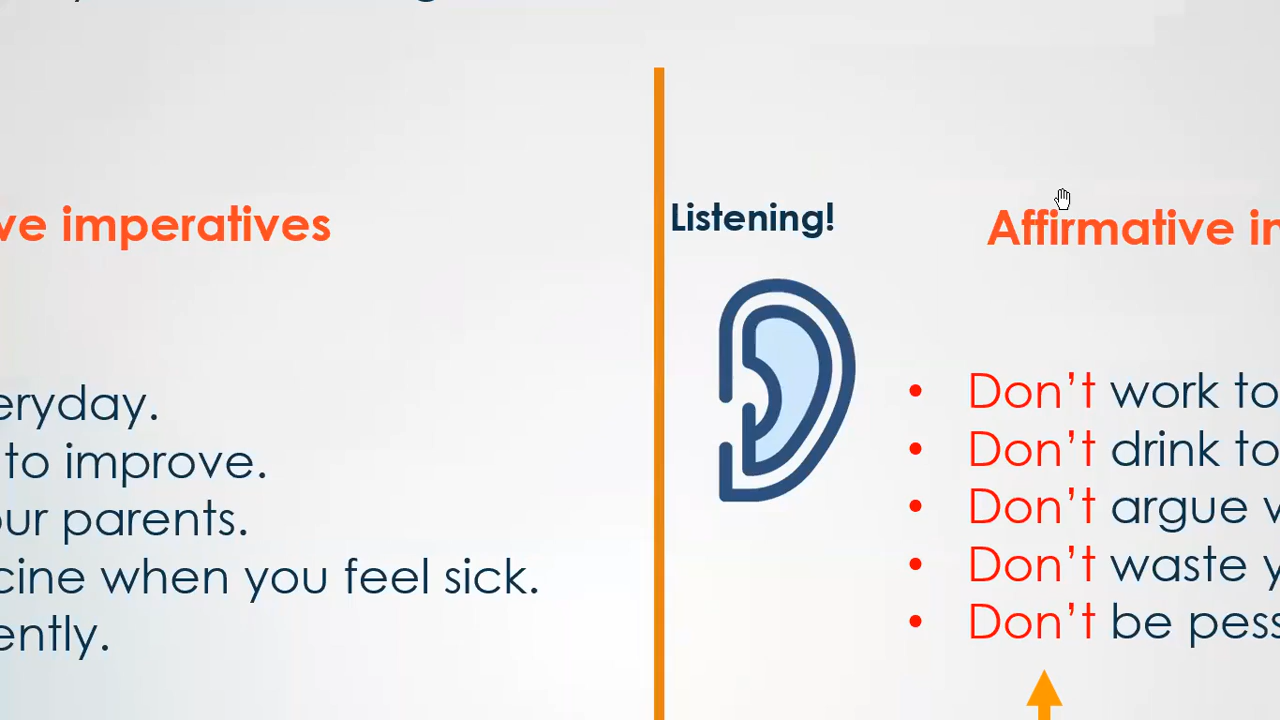 ve imperatives
eryday.
to improve.
our parents.
cine when you feel sick.
ently.
Listening!
Affirmative in
• Don’t work to
• Don’t drink to
• Don’t argue
• Don’t waste y
• Don’t be pess